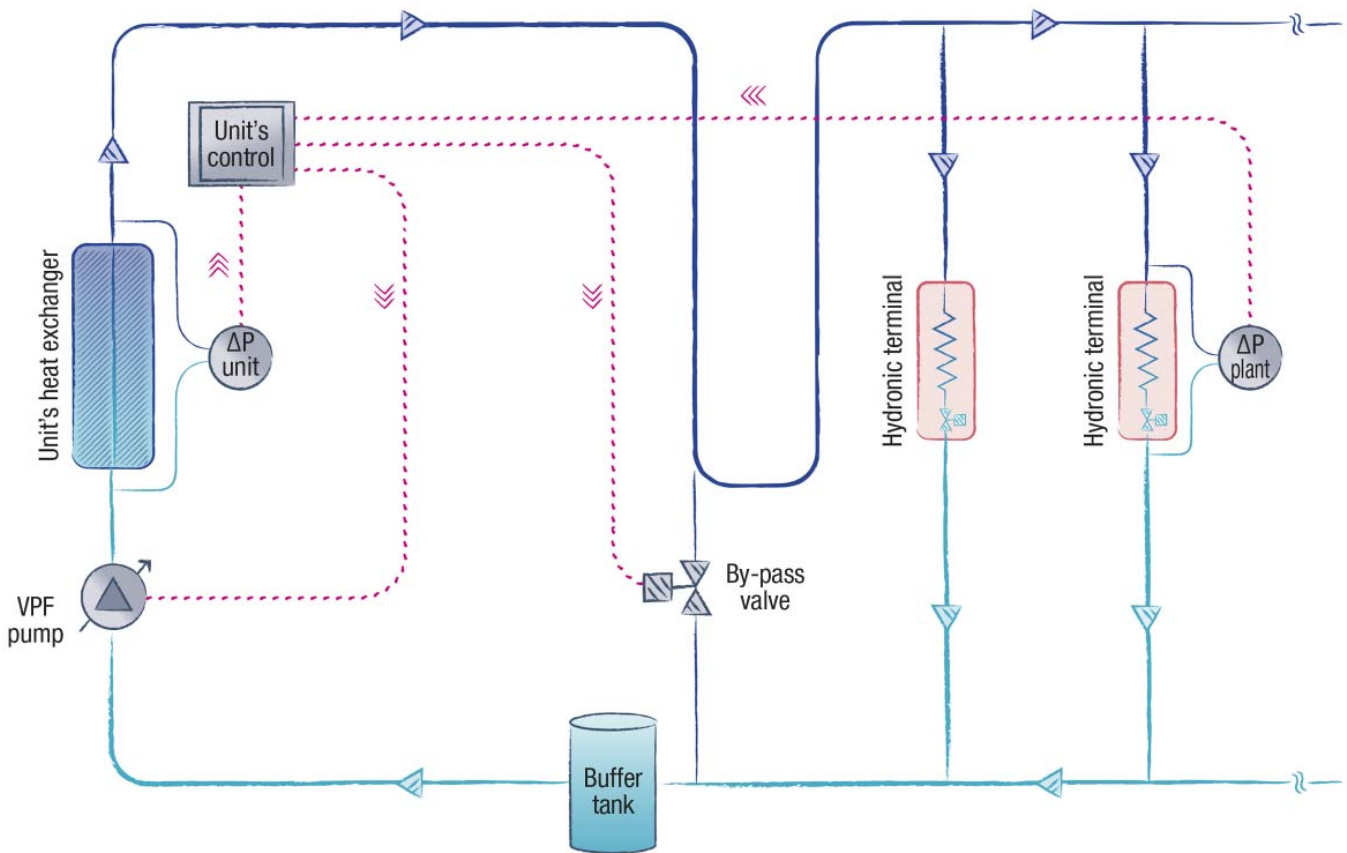 Unit's
control
Unit's heat exchanger
ΔP
unit
Hydronic terminal
Hydronic terminal
ΔP
plant
VPF
pump
By-pass
valve
Buffer
tank